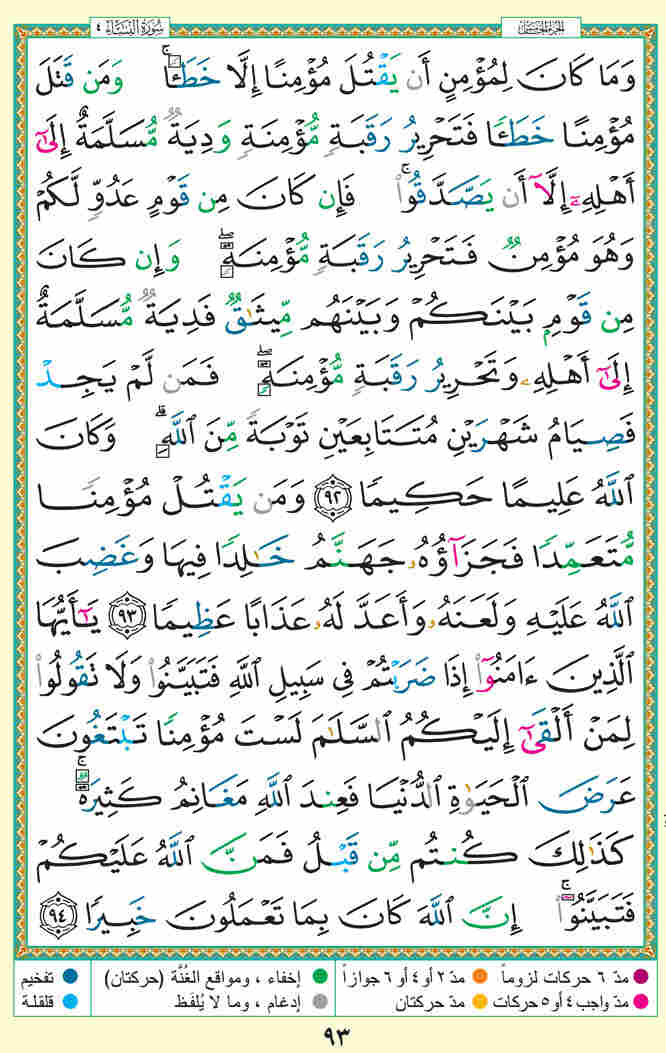 سُورَةُ النِّسَاءِ ٤
الجزء الخامس
وَمَا كَانَ لِمُؤْمِنٍ أَن يَقْتُلَ مُؤْمِنًا إِلَّا خَطَـًٔا ۚ وَمَن قَتَلَ
مُؤْمِنًا خَطَـًٔا فَتَحْرِيرُ رَقَبَةٍ مُّؤْمِنَةٍ وَدِيَةٌ مُّسَلَّمَةٌ إِلَىٰٓ
أَهْلِهِۦٓ إِلَّآ أَن يَصَّدَّقُوا۟ ۚ فَإِن كَانَ مِن قَوْمٍ عَدُوٍّ لَّكُمْ
وَهُوَ مُؤْمِنٌ فَتَحْرِيرُ رَقَبَةٍ مُّؤْمِنَةٍ ۖ وَإِن كَانَ
مِن قَوْمٍۭ بَيْنَكُمْ وَبَيْنَهُم مِّيثَـٰقٌ فَدِيَةٌ مُّسَلَّمَةٌ
إِلَىٰٓ أَهْلِهِۦ وَتَحْرِيرُ رَقَبَةٍ مُّؤْمِنَةٍ ۖ فَمَن لَّمْ يَجِدْ
فَصِيَامُ شَهْرَيْنِ مُتَتَابِعَيْنِ تَوْبَةً مِّنَ ٱللَّهِ ۗ وَكَانَ
ٱللَّهُ عَلِيمًا حَكِيمًا ٩٢ وَمَن يَقْتُلْ مُؤْمِنًا
مُّتَعَمِّدًا فَجَزَآؤُهُۥ جَهَنَّمُ خَـٰلِدًا فِيهَا وَغَضِبَ
ٱللَّهُ عَلَيْهِ وَلَعَنَهُۥ وَأَعَدَّ لَهُۥ عَذَابًا عَظِيمًا ٩٣ يَـٰٓأَيُّهَا
ٱلَّذِينَ ءَامَنُوٓا۟ إِذَا ضَرَبْتُمْ فِى سَبِيلِ ٱللَّهِ فَتَبَيَّنُوا۟ وَلَا تَقُولُوا۟
لِمَنْ أَلْقَىٰٓ إِلَيْكُمُ ٱلسَّلَـٰمَ لَسْتَ مُؤْمِنًا تَبْتَغُونَ
عَرَضَ ٱلْحَيَوٰةِ ٱلدُّنْيَا فَعِندَ ٱللَّهِ مَغَانِمُ كَثِيرَةٌ ۚ
كَذَٰلِكَ كُنتُم مِّن قَبْلُ فَمَنَّ ٱللَّهُ عَلَيْكُمْ
فَتَبَيَّنُوٓا۟ ۚ إِنَّ ٱللَّهَ كَانَ بِمَا تَعْمَلُونَ خَبِيرًا ٩٤
مدّ ٦ حركات لزوماً مدّ ٢ أو ٤ أو ٦ جوازاً إخفاء ، ومواقع الغُنَّة (حركتان) تفخيم
مدّ واجب ٤ أو ٥ حركات مدّ حركتان إدغام ، وما لا يُلفَظ قلقلة
٩٣